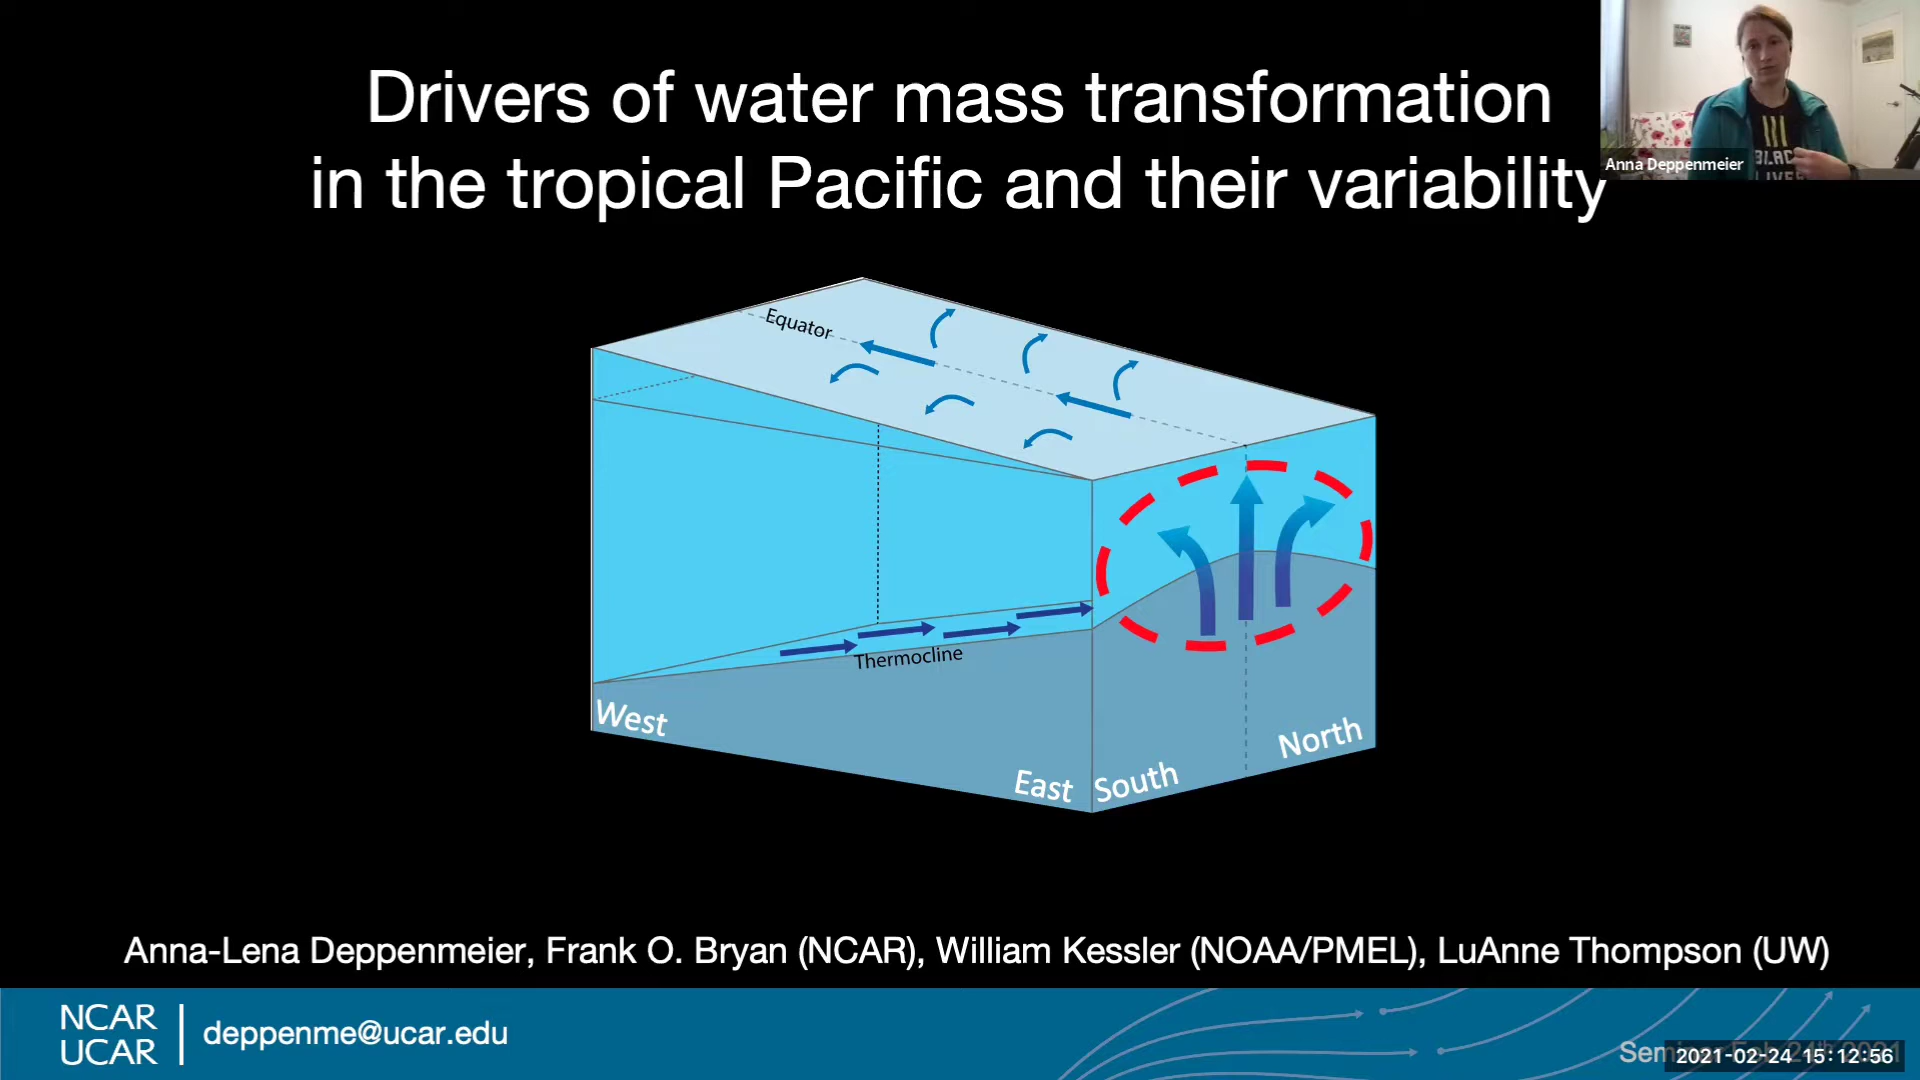 Drivers of water mass transformation
in the tropical Pacific and their variability
Anna Deppenmeier
BLAC
LIVES
Equator
Thermocline
West
East
South
North
Anna-Lena Deppenmeier, Frank O. Bryan (NCAR), William Kessler (NOAA/PMEL), LuAnne Thompson (UW)
NCAR
UCAR
deppenme@ucar.edu
2021-02-24 15:12:56